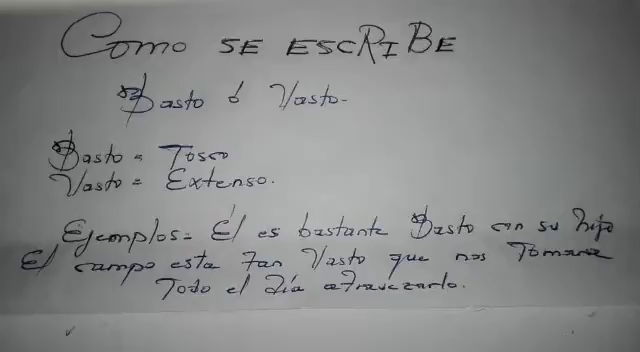 Como SE ESCRIBE
Basto ó Vasto.
Basto = Tosco
Vasto = Extenso.
Ejemplos = Él es bastante Basto con su hijo
El campo esta tan Vasto que nos Tomara
Todo el día atravezarlo.